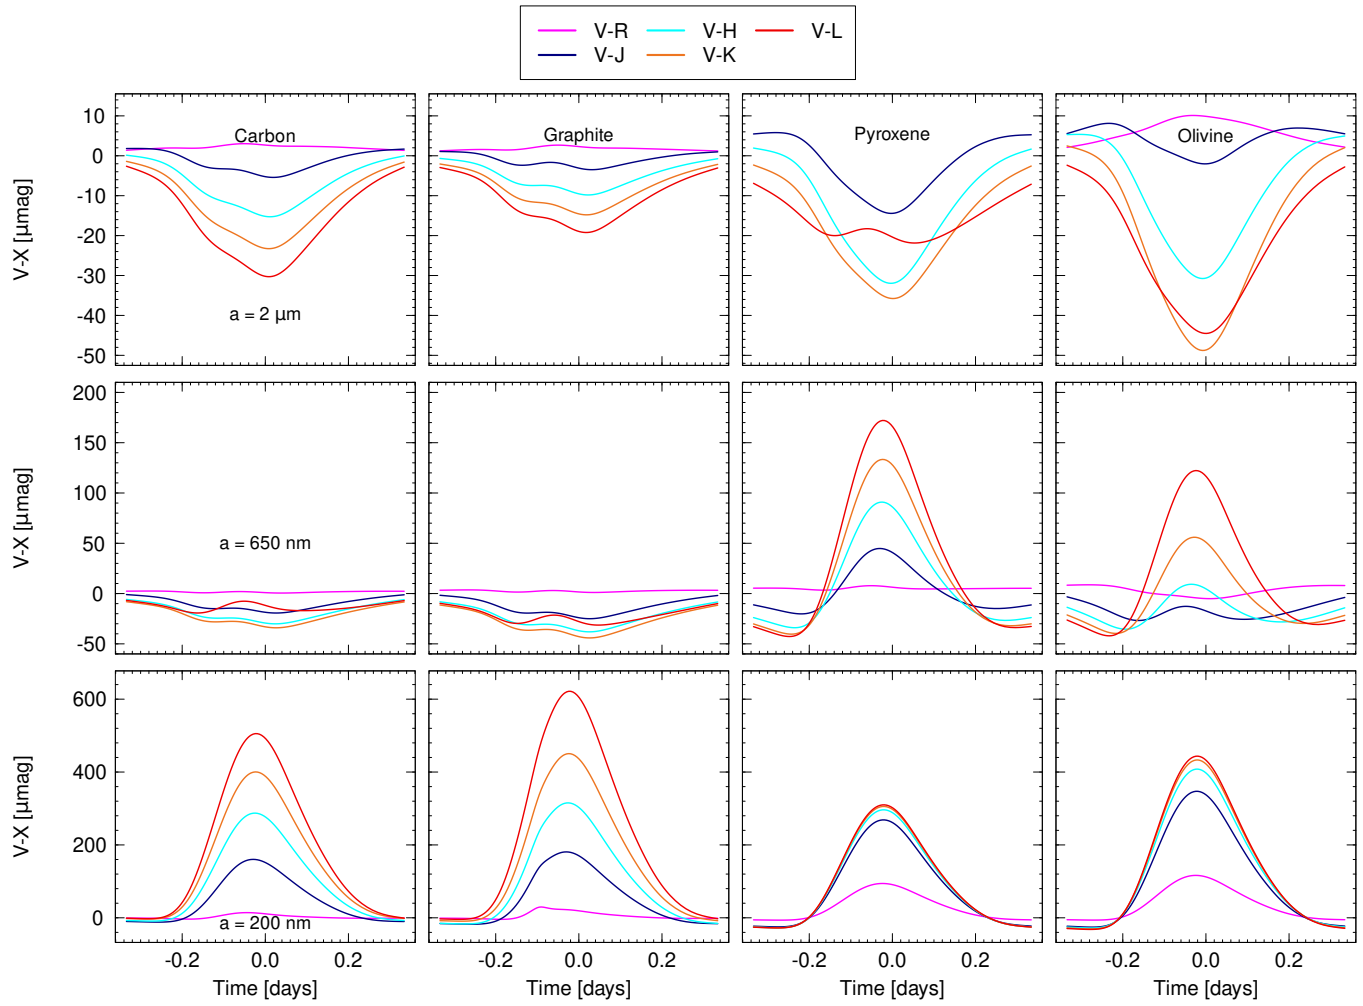 V-R V-H V-L
V-J V-K
Carbon Graphite Pyroxene Olivine
10
0
-10
-20
-30
-40
-50
V-X [µmag]
a = 2 µm
200
150
100
50
0
-50
V-X [µmag]
a = 650 nm
600
400
200
0
V-X [µmag]
a = 200 nm
-0.2 0.0 0.2 -0.2 0.0 0.2 -0.2 0.0 0.2 -0.2 0.0 0.2
Time [days] Time [days] Time [days] Time [days]